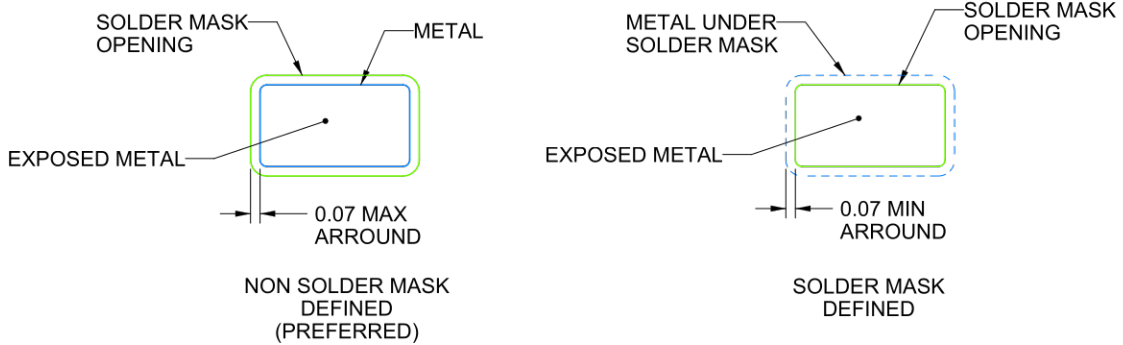 SOLDER MASK
OPENING
METAL
EXPOSED METAL
0.07 MAX
ARROUND
NON SOLDER MASK
DEFINED
(PREFERRED)
METAL UNDER
SOLDER MASK
SOLDER MASK
OPENING
EXPOSED METAL
0.07 MIN
ARROUND
SOLDER MASK
DEFINED